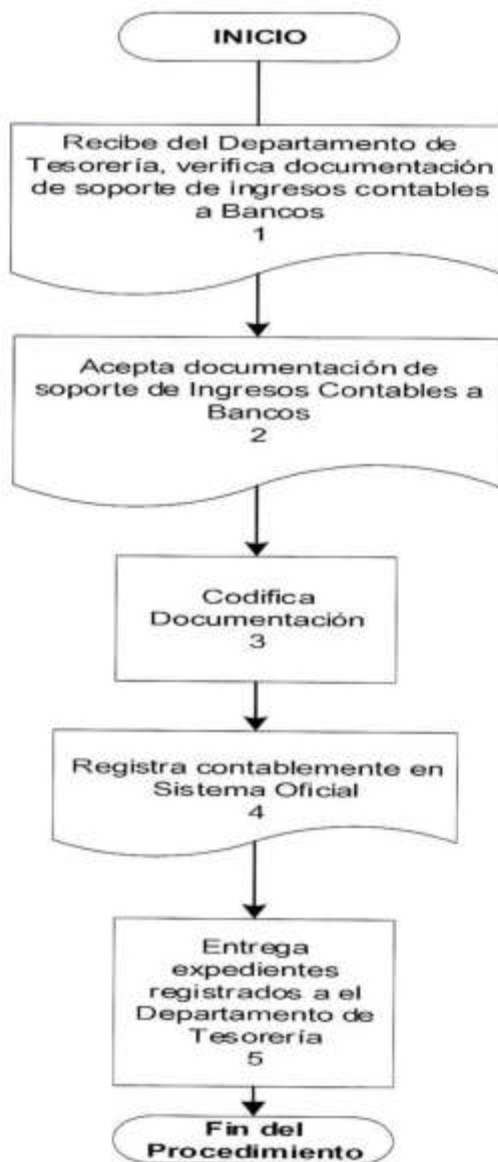 INICIO
Recibe del Departamento de
Tesorería, verifica documentación
de soporte de ingresos contables
a Bancos
1
Acepta documentación de
soporte de Ingresos Contables a
Bancos
2
Codifica
Documentación
3
Registra contablemente en
Sistema Oficial
4
Entrega
expedientes
registrados a el
Departamento de
Tesorería
5
Fin del
Procedimiento